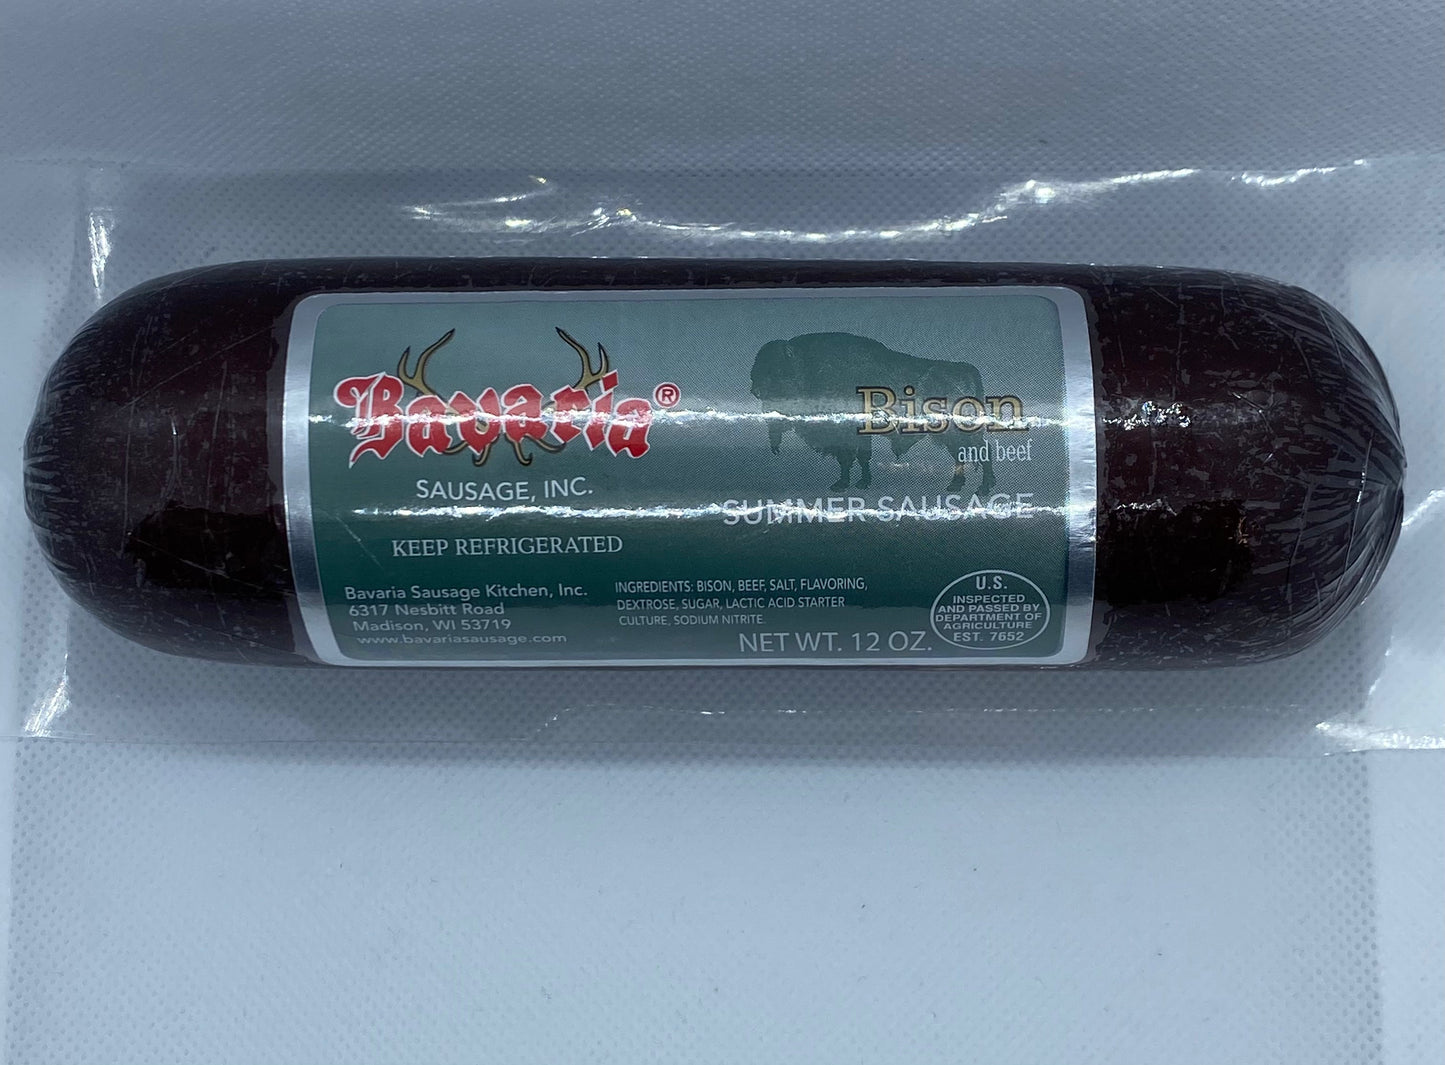 Bavaria®
SAUSAGE, INC.
KEEP REFRIGERATED
Bavaria Sausage Kitchen, Inc.
6317 Nesbitt Road
Madison, WI 53719
www.bavariasausage.com
Bison
and beef
SUMMER SAUSAGE
INGREDIENTS: BISON, BEEF, SALT, FLAVORING,
DEXTROSE, SUGAR, LACTIC ACID STARTER
CULTURE, SODIUM NITRITE.
NET WT. 12 OZ.
U.S.
INSPECTED
AND PASSED BY
DEPARTMENT OF
AGRICULTURE
EST. 7652